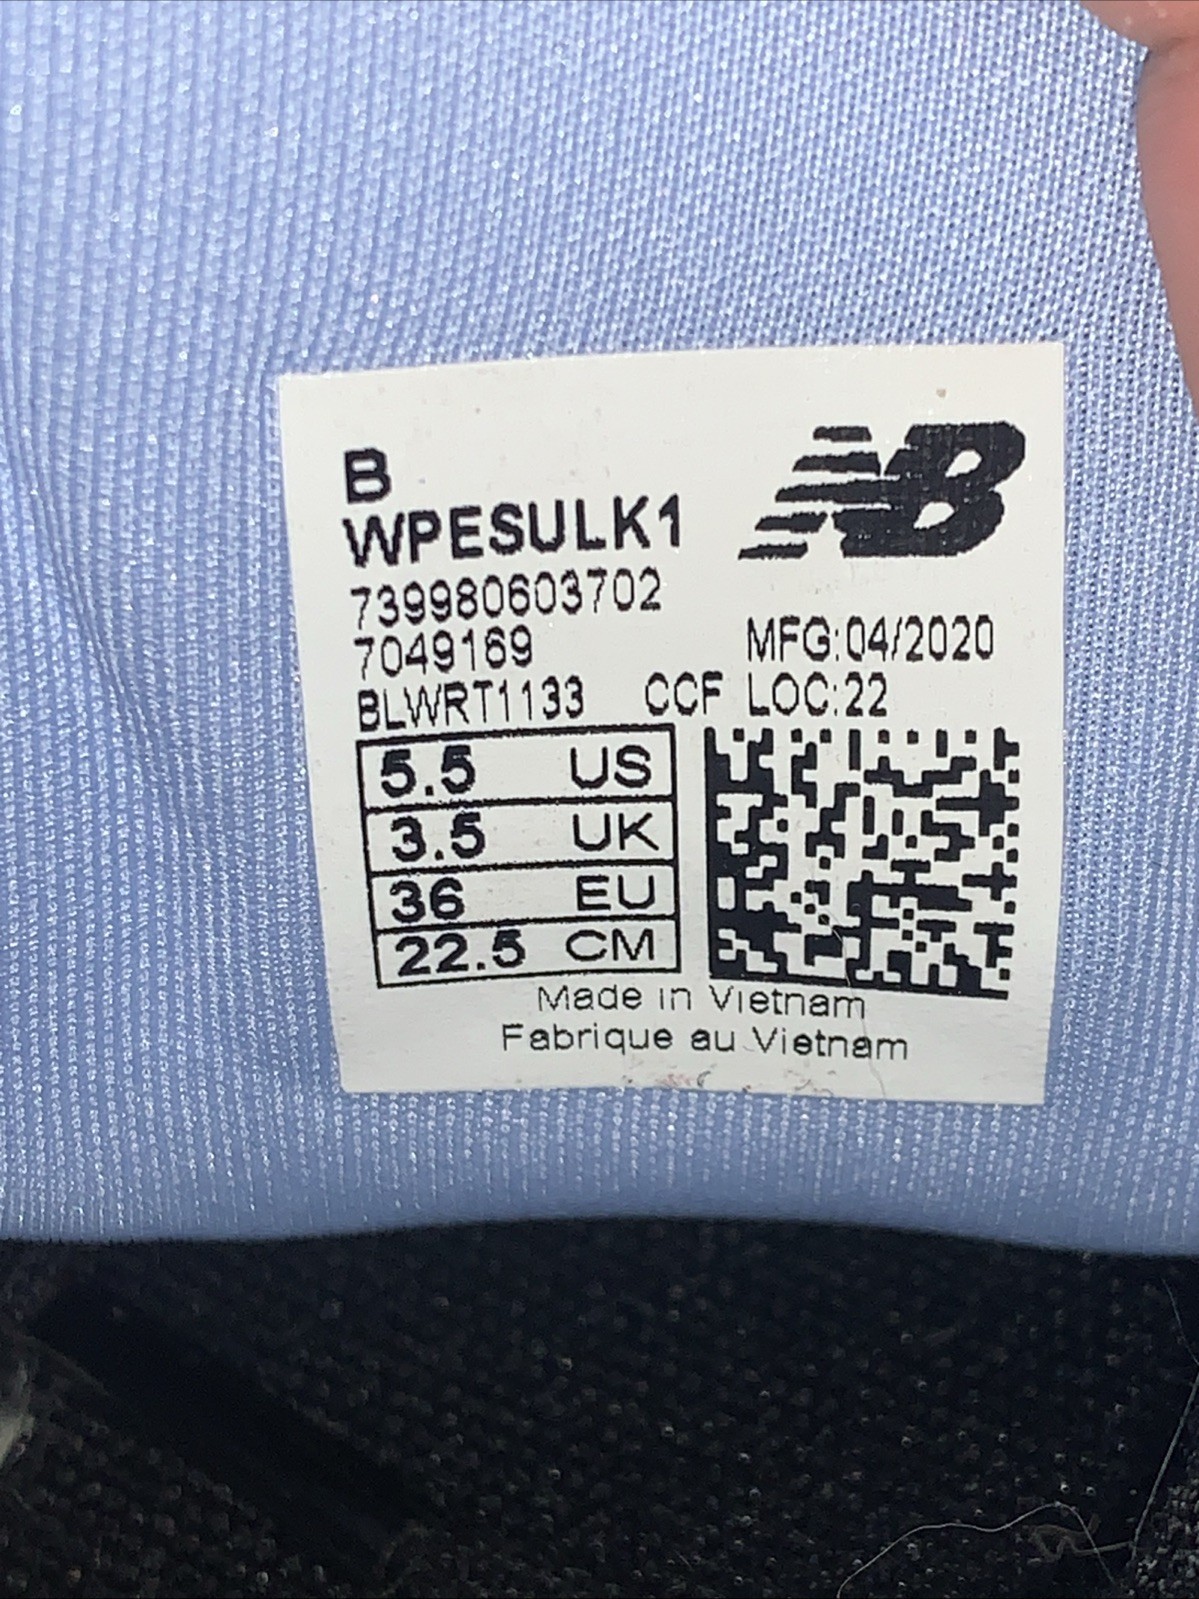 B
NB
WPESULK1
739980603702
7049169
MFG:04/2020
BLWRT1133 CCF LOC:22
5.5 US
3.5 UK
36 EU
22.5 CM
Made in Vietnam
Fabrique au Vietnam